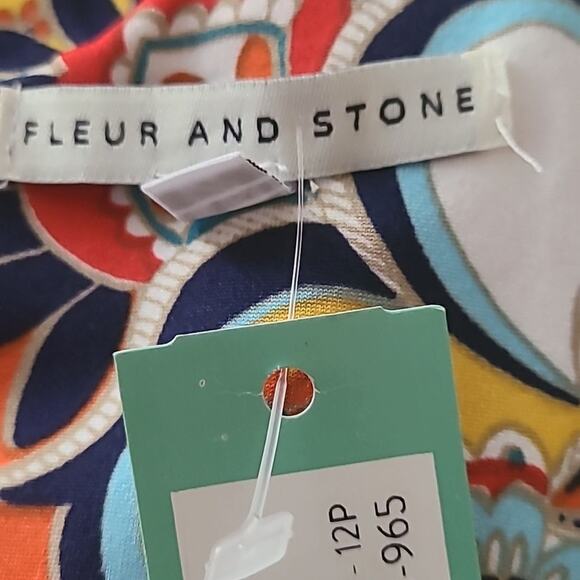 FLEUR AND STONE
- 12P
-965